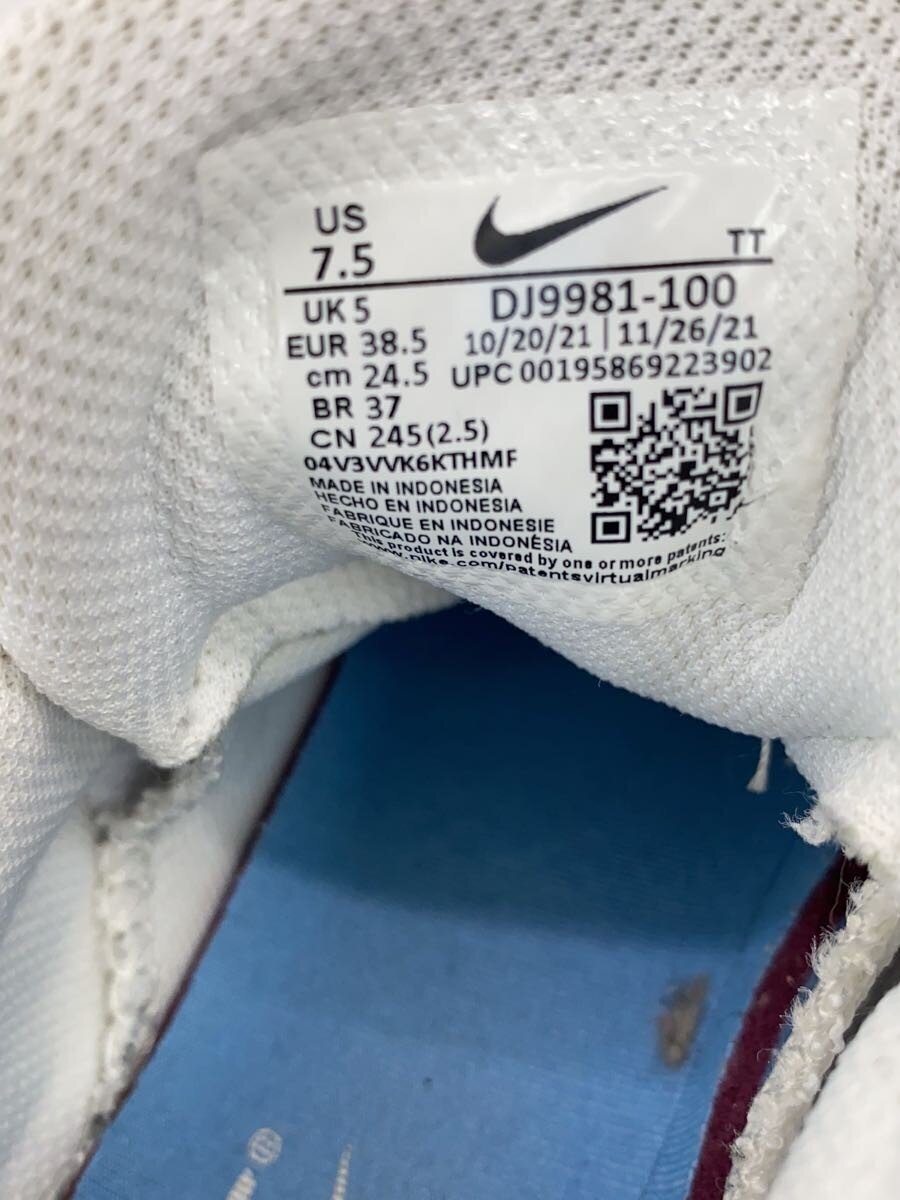 US
7.5
TT
UK 5
DJ9981-100
EUR 38.5
10/20/21 | 11/26/21
cm 24.5
UPC 00195869223902
BR 37
CN 245(2.5)
04V3VVK6KTHMF
MADE IN INDONESIA
HECHO EN INDONESIA
FABRIQUE EN INDONESIE
FABRICADO NA INDONÉSIA
This product is covered by one or more patents:
www.nike.com/patentsvirtualmarking